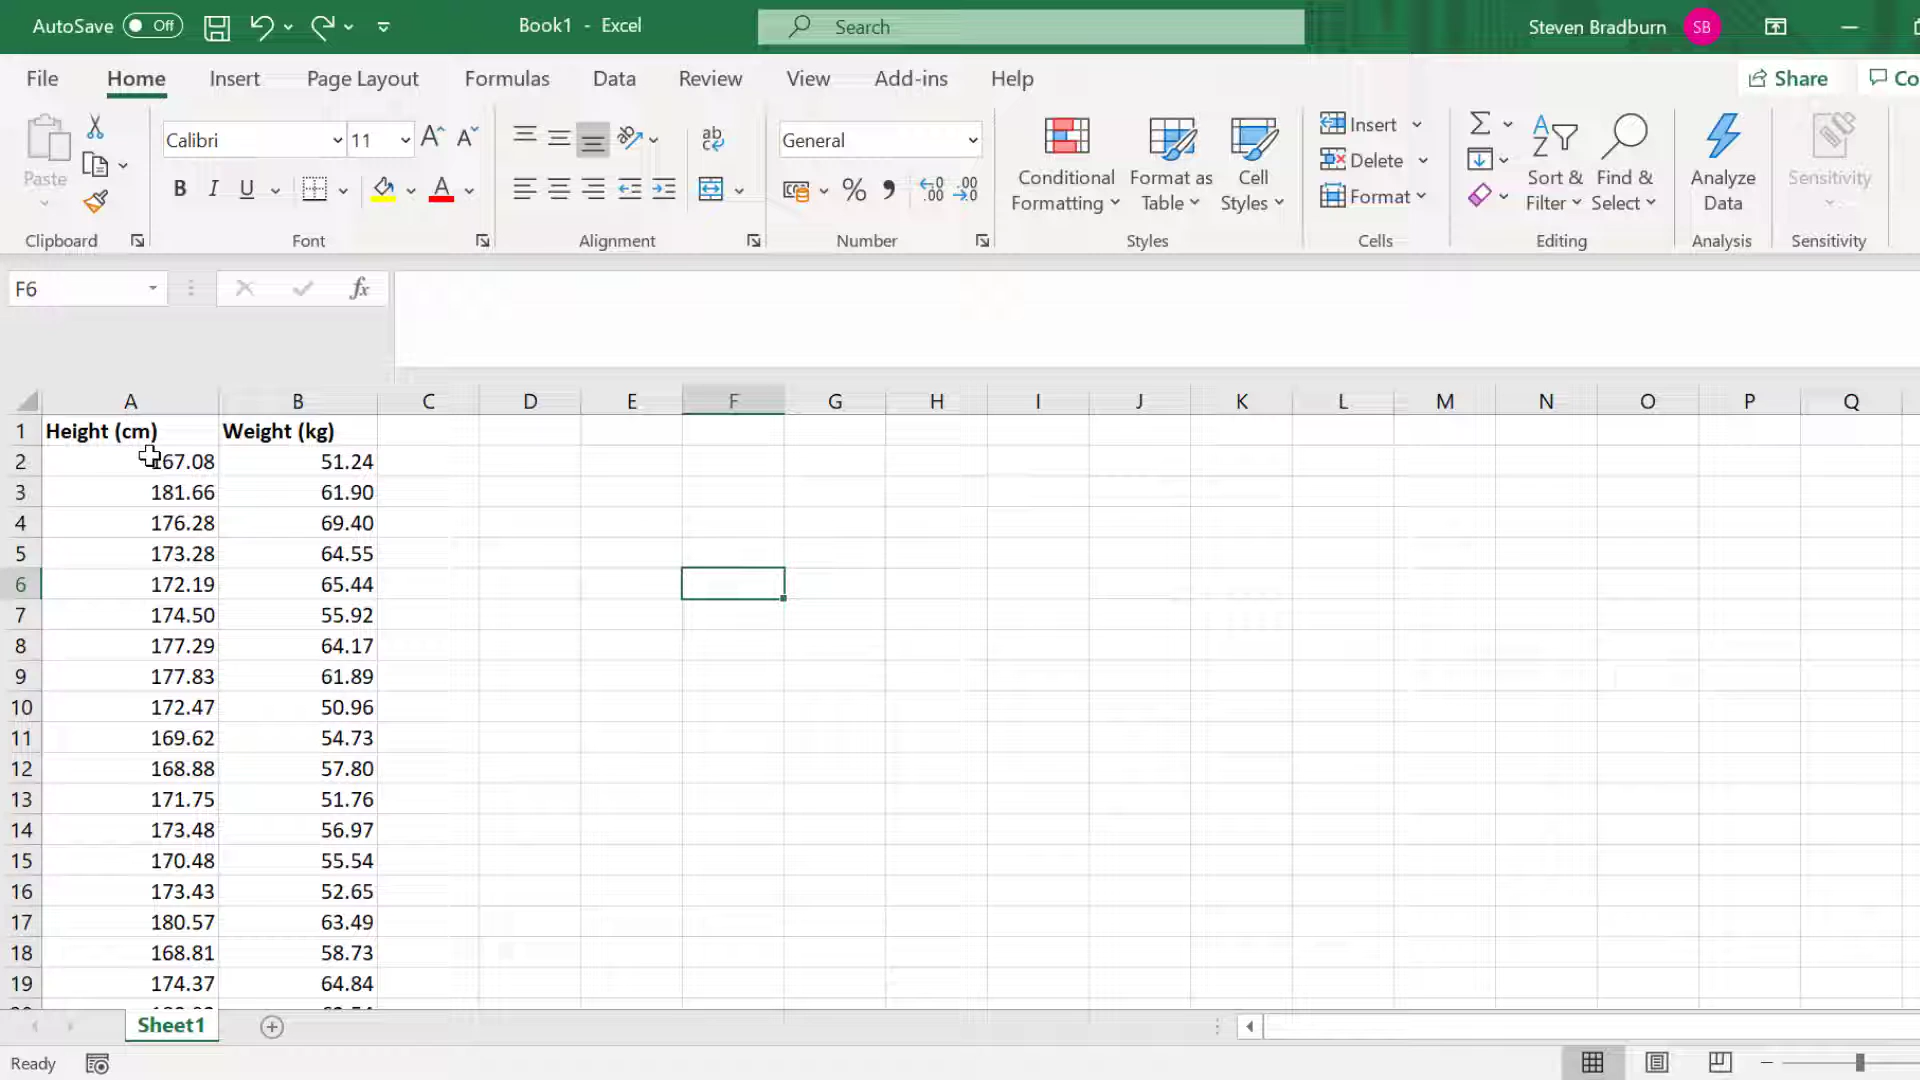 AutoSave Off Book1 - Excel Search Steven Bradburn SB
File Home Insert Page Layout Formulas Data Review View Add-ins Help Share Co
Paste
Clipboard
Calibri 11
B I U A
Font
ab
Alignment
General
% 9 .00
Number
Conditional Formatting
Format as Table
Cell Styles
Styles
Insert
Delete
Format
Cells
Sort & Filter
Find & Select
Editing
Analyze Data
Analysis
Sensitivity
Sensitivity
F6 fx
A B C D E F G H I J K L M N O P Q
1 Height (cm) Weight (kg)
2 167.08 51.24
3 181.66 61.90
4 176.28 69.40
5 173.28 64.55
6 172.19 65.44
7 174.50 55.92
8 177.29 64.17
9 177.83 61.89
10 172.47 50.96
11 169.62 54.73
12 168.88 57.80
13 171.75 51.76
14 173.48 56.97
15 170.48 55.54
16 173.43 52.65
17 180.57 63.49
18 168.81 58.73
19 174.37 64.84
Sheet1
Ready